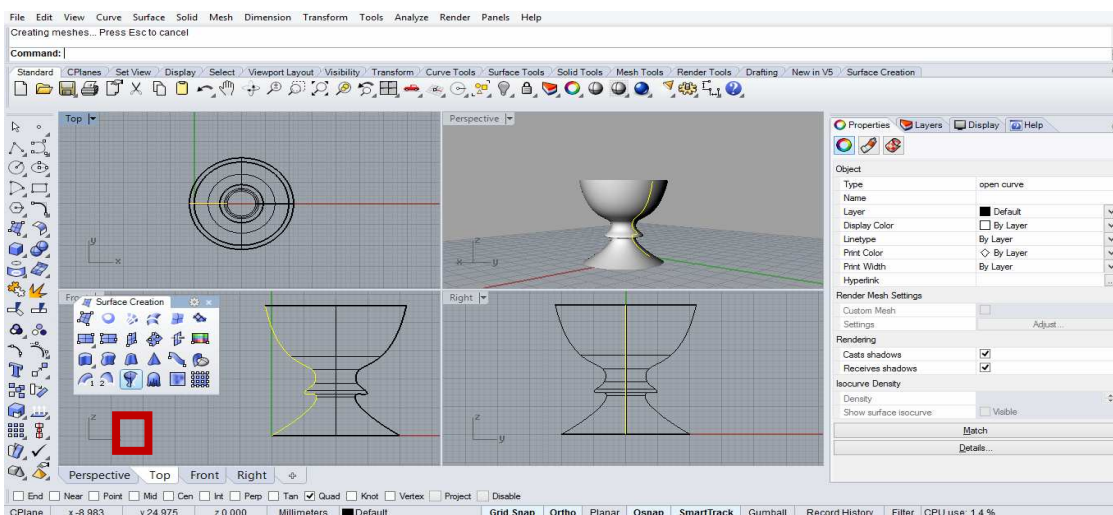 File Edit View Curve Surface Solid Mesh Dimension Transform Tools Analyze Render Panels Help
Creating meshes... Press Esc to cancel
Command:
Standard CPlanes Set View Display Select Viewport Layout Visibility Transform Curve Tools Surface Tools Solid Tools Mesh Tools Render Tools Drafting New in V5 Surface Creation
Top
Perspective
Properties Layers Display Help
Object
Type open curve
Name
Layer Default
Display Color By Layer
Linetype By Layer
Print Color By Layer
Print Width By Layer
Hyperlink
Render Mesh Settings
Custom Mesh
Settings Adjust...
Rendering
Casts shadows
Receives shadows
Isocurve Density
Density
Show surface isocurve Visible
Match
Details...
y
x
z
x y
Surface Creation
1 2
z
Right
z
y
Perspective Top Front Right
End Near Point Mid Cen Int Perp Tan Quad Knot Vertex Project Disable
CPlane x -8.983 y 24.975 z 0.000 Millimeters Default Grid Snap Ortho Planar Osnap SmartTrack Gumball Record History Filter CPU use: 1.4 %